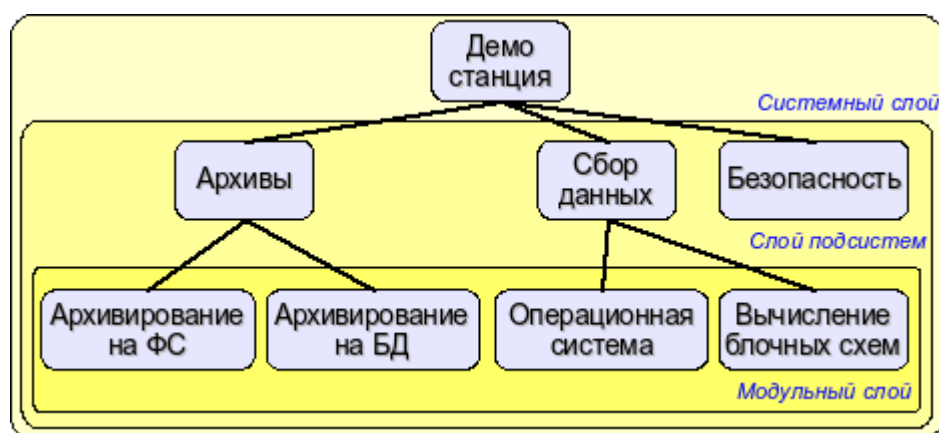 Демо
станция
Системный слой
Архивы
Сбор
данных
Безопасность
Слой подсистем
Архивирование
на ФС
Архивирование
на БД
Операционная
система
Вычисление
блочных схем
Модульный слой